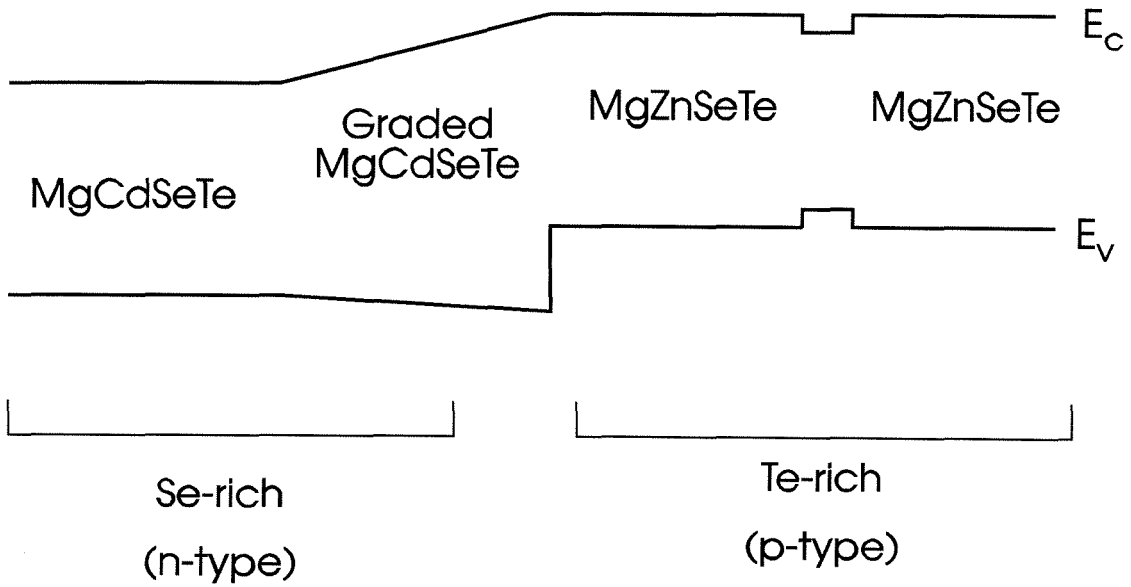 E_C
MgZnSeTe
MgZnSeTe
Graded
MgCdSeTe
MgCdSeTe
E_V
Se-rich
(n-type)
Te-rich
(p-type)